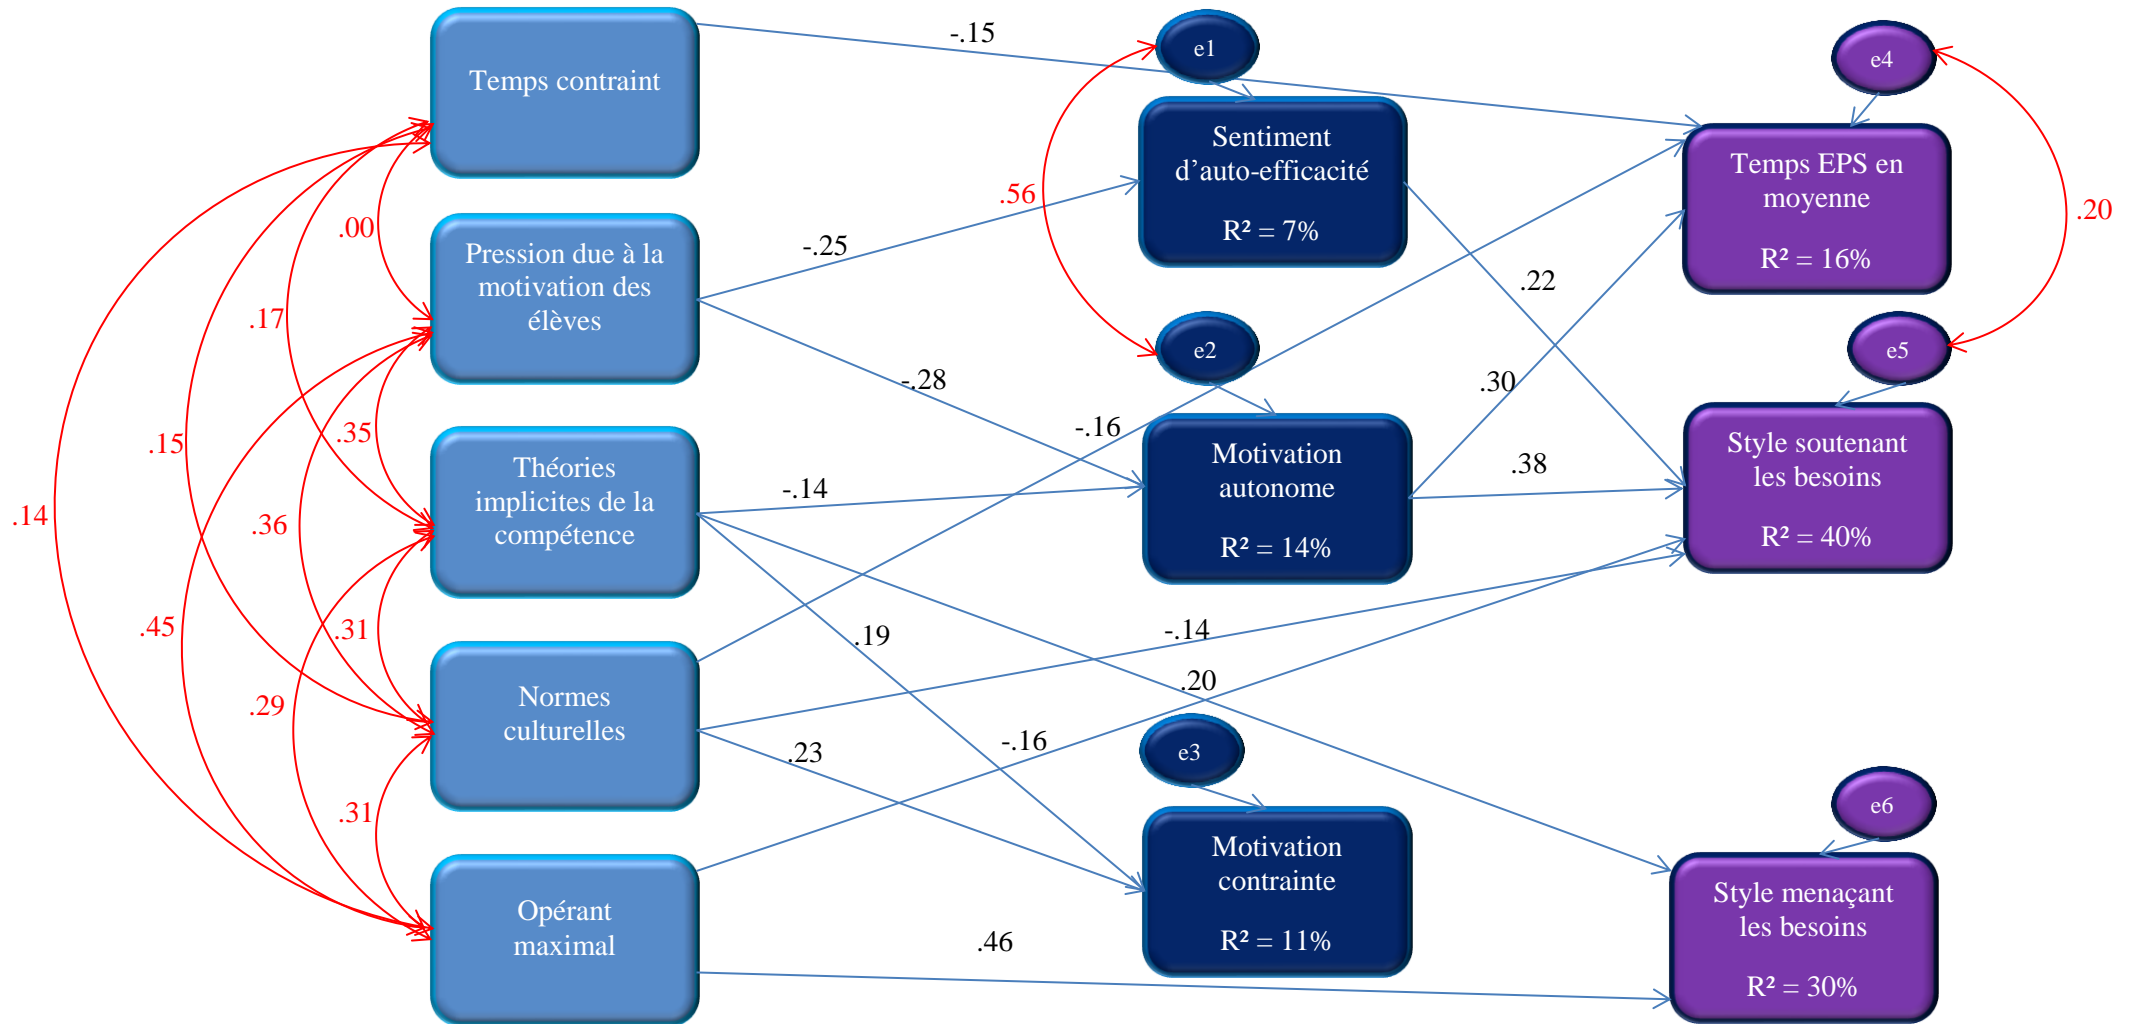 Temps contraint
Pression due à la
motivation des
élèves
Théories
implicites de la
compétence
Normes
culturelles
Opérant
maximal
.00
.17
.15
.14
.35
.36
.45
.31
.29
.31
-.15
-.25
-.28
-.14
-.16
.19
.20
-.14
.23
-.16
.46
e1
Sentiment
d’auto-efficacité
R² = 7%
.56
e2
Motivation
autonome
R² = 14%
e3
Motivation
contrainte
R² = 11%
.22
.30
.38
e4
Temps EPS en
moyenne
R² = 16%
.20
e5
Style soutenant
les besoins
R² = 40%
e6
Style menaçant
les besoins
R² = 30%